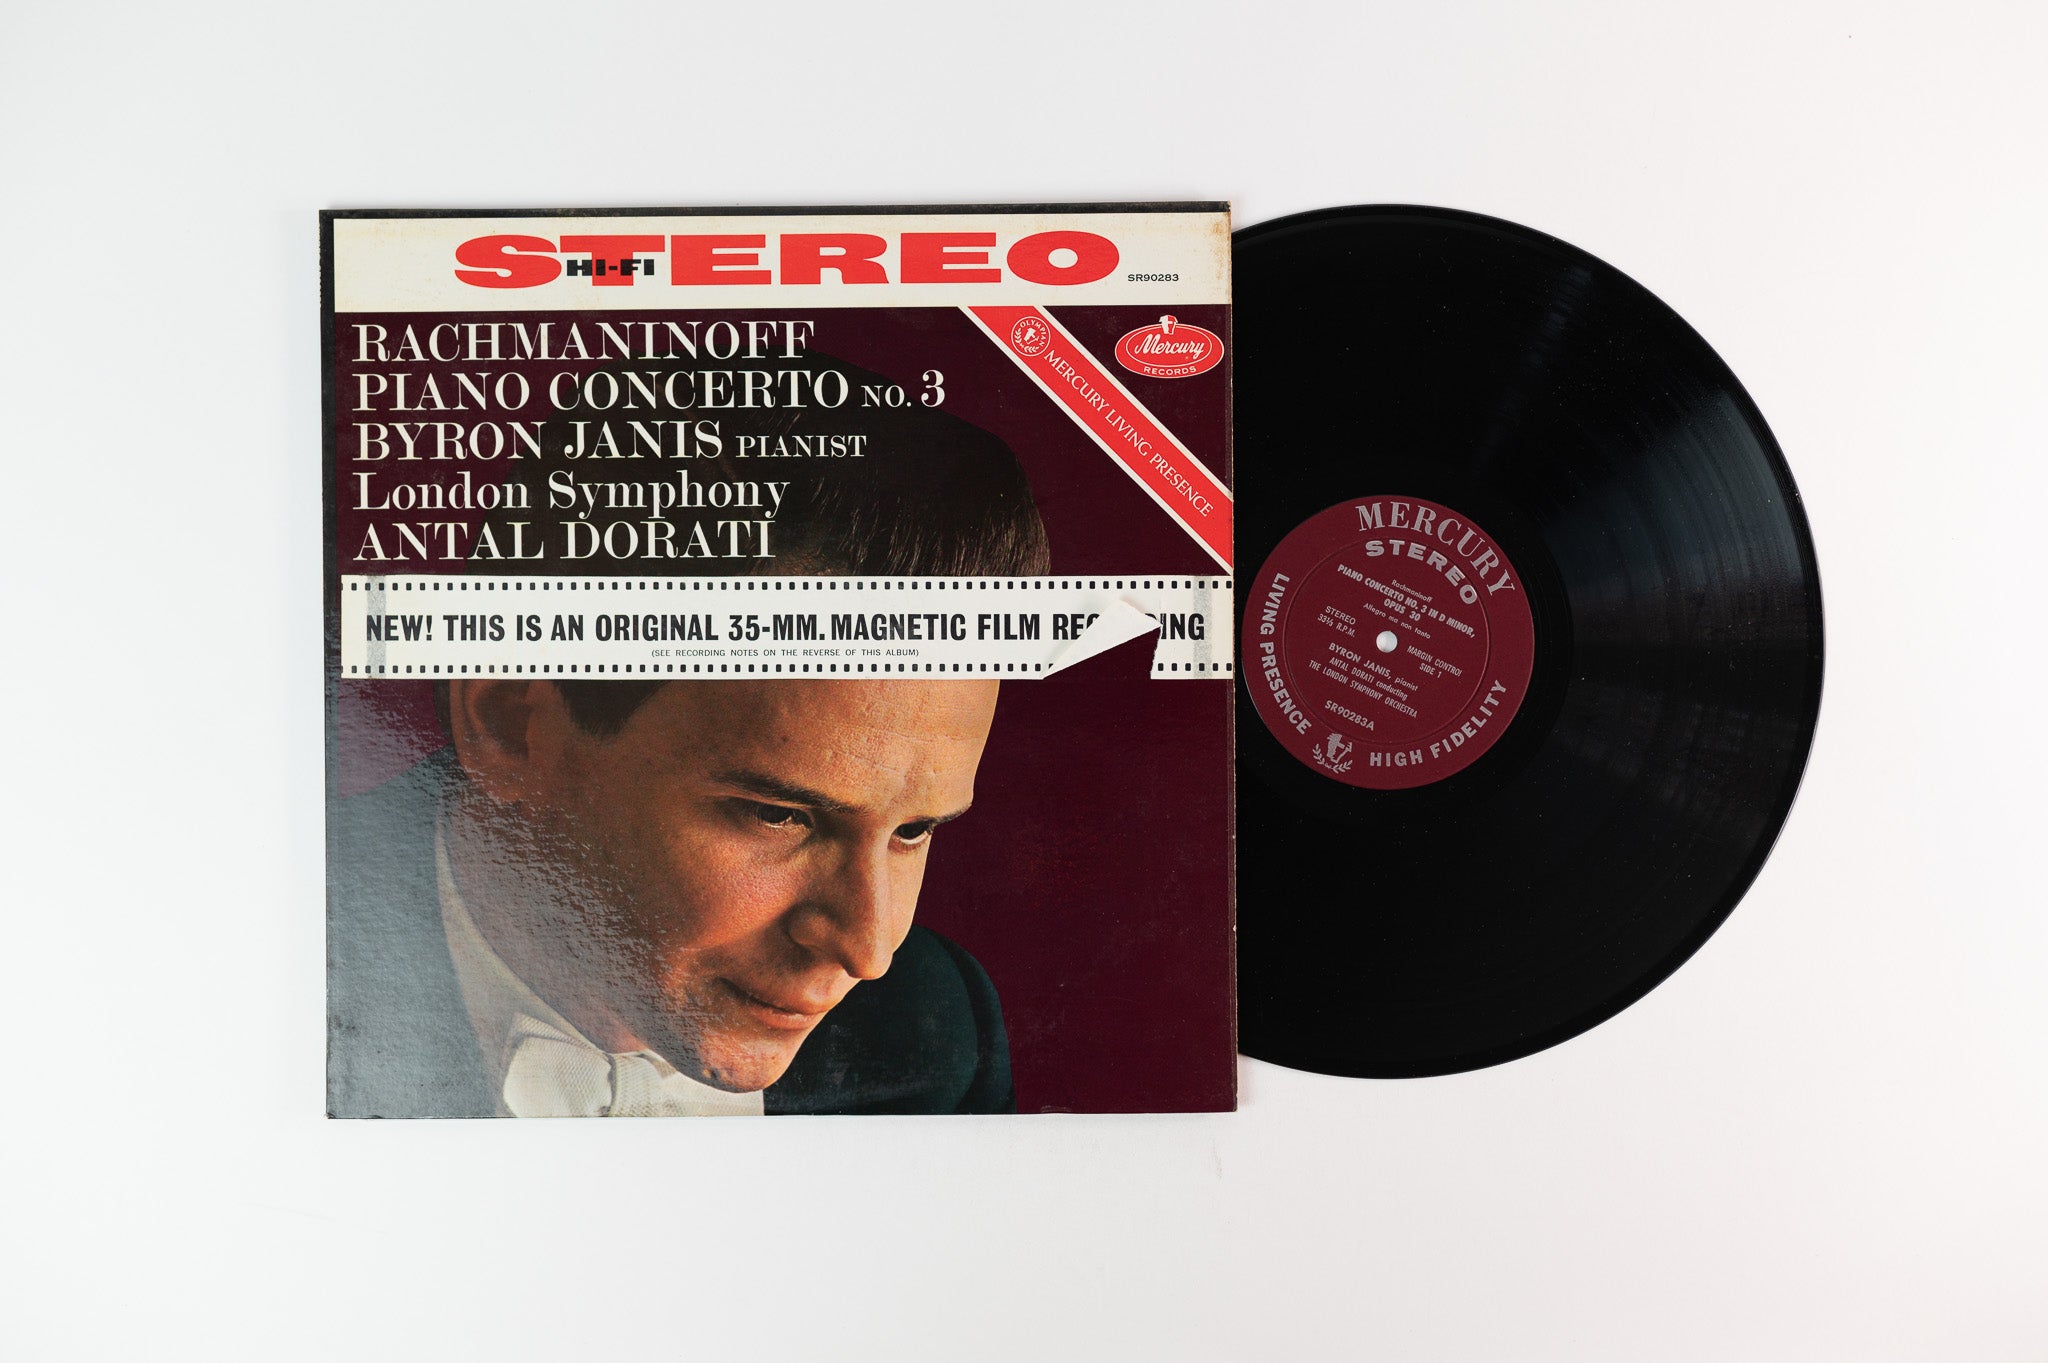 STEREO
HI-FI
SR90283
RACHMANINOFF
PIANO CONCERTO NO. 3
BYRON JANIS PIANIST
London Symphony
ANTAL DORATI
OLYMPIAN
MERCURY LIVING PRESENCE
Mercury
RECORDS
NEW! THIS IS AN ORIGINAL 35-MM. MAGNETIC FILM
(SEE RECORDING NOTES ON THE REVERSE OF THIS ALBUM)
MERCURY
STEREO
LIVING PRESENCE
HIGH FIDELITY
Rachmaninoff
PIANO CONCERTO NO. 3 IN D MINOR,
OPUS 30
Allegro ma non tanto
STEREO
33⅓ R.P.M.
MARGIN CONTROL
SIDE 1
BYRON JANIS, pianist
ANTAL DORATI conducting
THE LONDON SYMPHONY ORCHESTRA
SR90283A